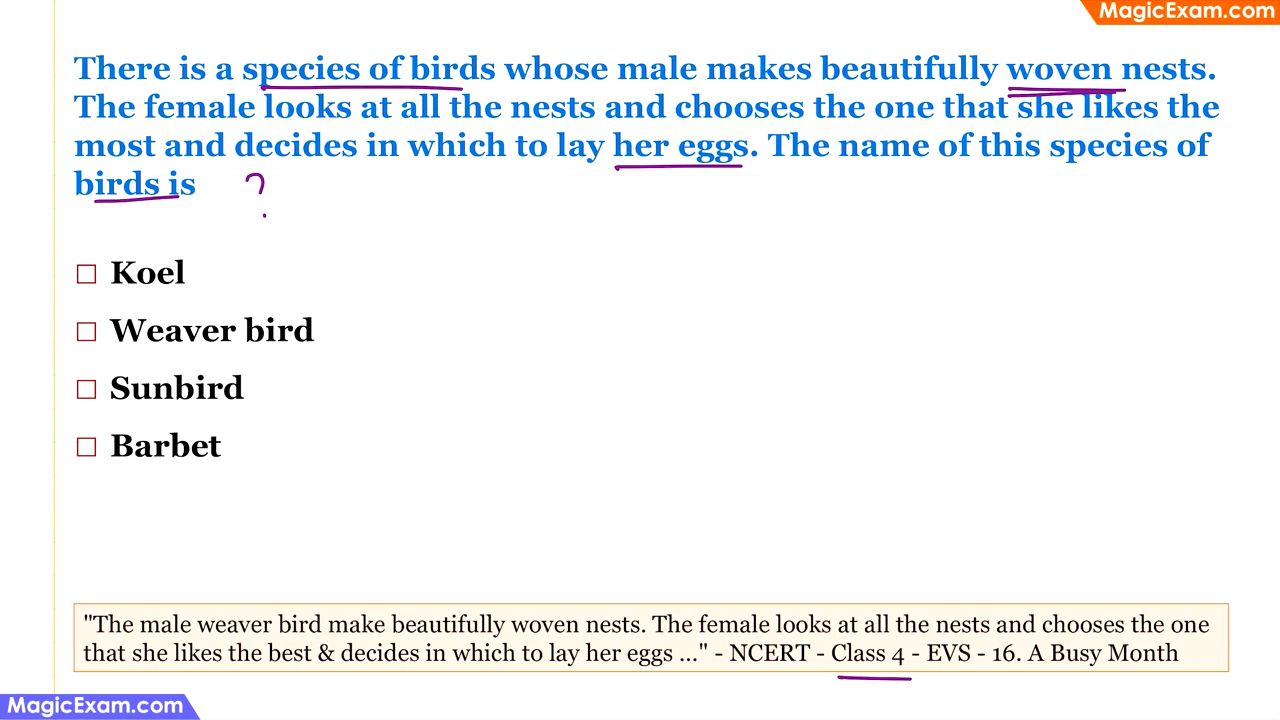 MagicExam.com
There is a species of birds whose male makes beautifully woven nests.
The female looks at all the nests and chooses the one that she likes the
most and decides in which to lay her eggs. The name of this species of
birds is ?
Koel
Weaver bird
Sunbird
Barbet
"The male weaver bird make beautifully woven nests. The female looks at all the nests and chooses the one
that she likes the best & decides in which to lay her eggs ..." - NCERT - Class 4 - EVS - 16. A Busy Month
MagicExam.com